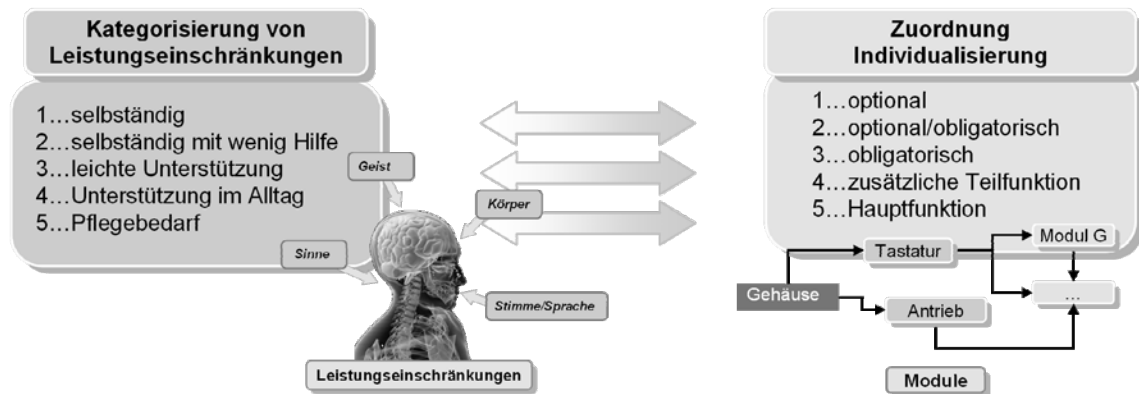 Kategorisierung von
Leistungseinschränkungen
1…selbständig
2…selbständig mit wenig Hilfe
3…leichte Unterstützung
4…Unterstützung im Alltag
5…Pflegebedarf
Geist
Körper
Sinne
Stimme/Sprache
Leistungseinschränkungen
Zuordnung
Individualisierung
1…optional
2…optional/obligatorisch
3…obligatorisch
4…zusätzliche Teilfunktion
5…Hauptfunktion
Modul G
Tastatur
Gehäuse
...
Antrieb
Module